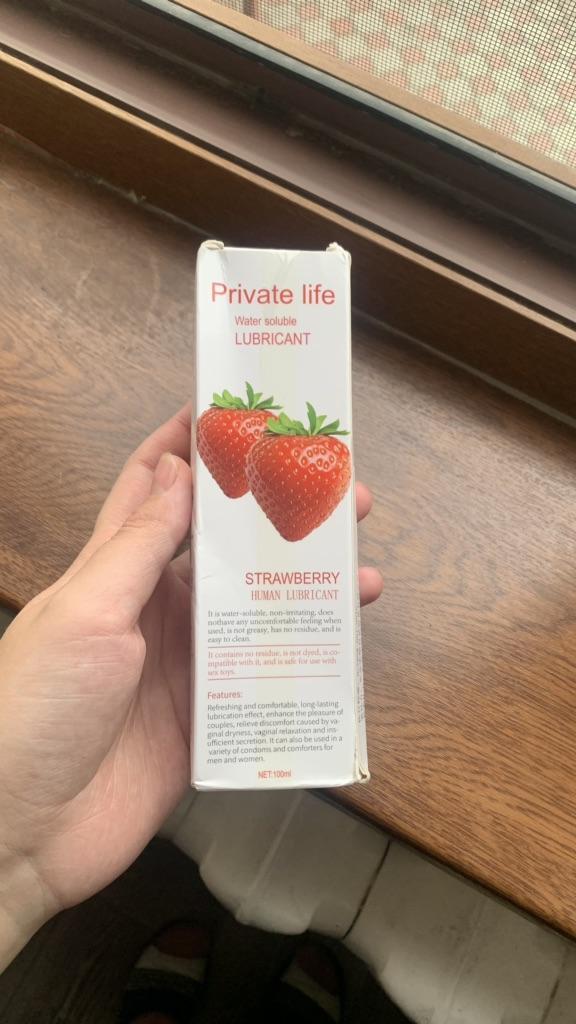 Private life
Water soluble
LUBRICANT
STRAWBERRY
HUMAN LUBRICANT
It is water-soluble, non-irritating, does
nothave any uncomfortable feeling when
used, is not greasy, has no residue, and is
easy to clean.
It contains no residue, is not dyed, is co-
mpatible with it, and is safe for use with
sex toys.
Features:
Refreshing and comfortable, long-lasting
lubrication effect, enhance the pleasure of
couples, relieve discomfort caused by va-
ginal dryness, vaginal relaxation and ins-
ufficient secretion. It can also be used in a
variety of condoms and comforters for
men and women.
NET:100ml